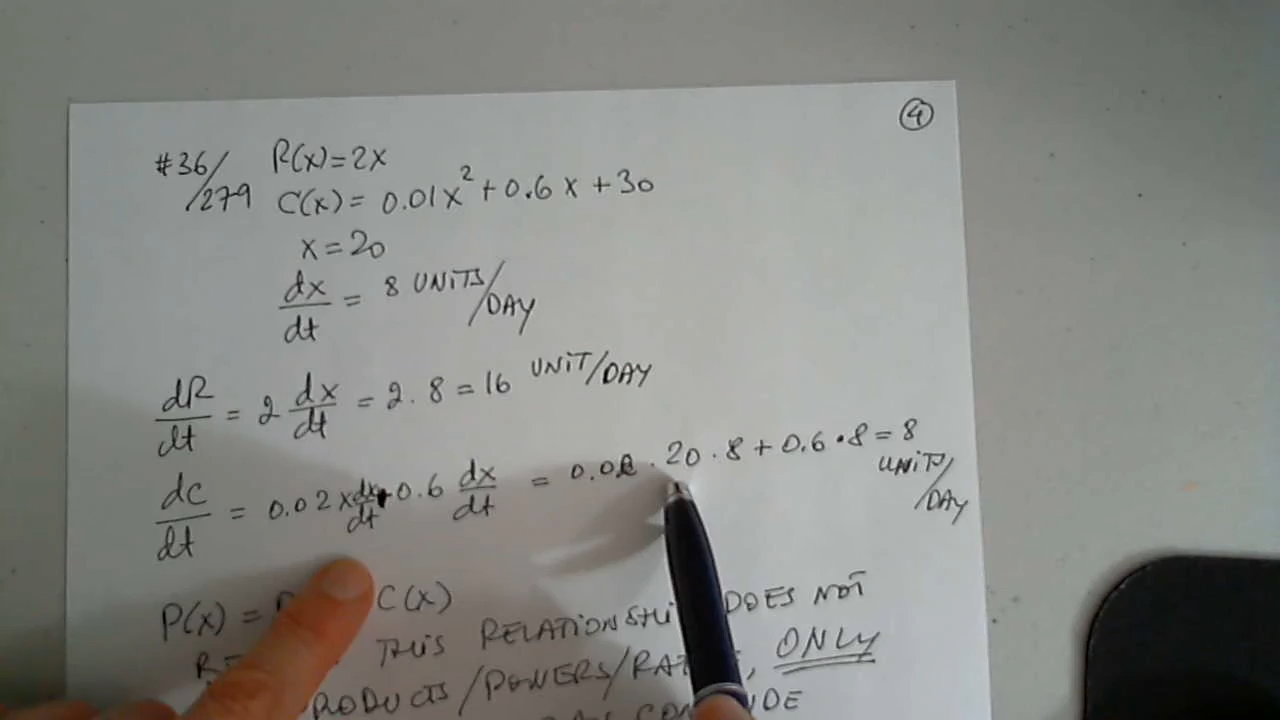 ④
#36/279 R(x)=2x
C(x)= 0.01x²+0.6x+30
x=20
dx/dt = 8 UNITS/DAY
dR/dt = 2 dx/dt = 2.8=16 UNIT/DAY
dC/dt = 0.02x dx/dt + 0.6 dx/dt = 0.02.20.8+0.6•8=8 UNITS/DAY
P(x)= C(x)
THIS RELATIONSHI DOES NOT
PRODUCTS/POWERS/RAT , ONLY